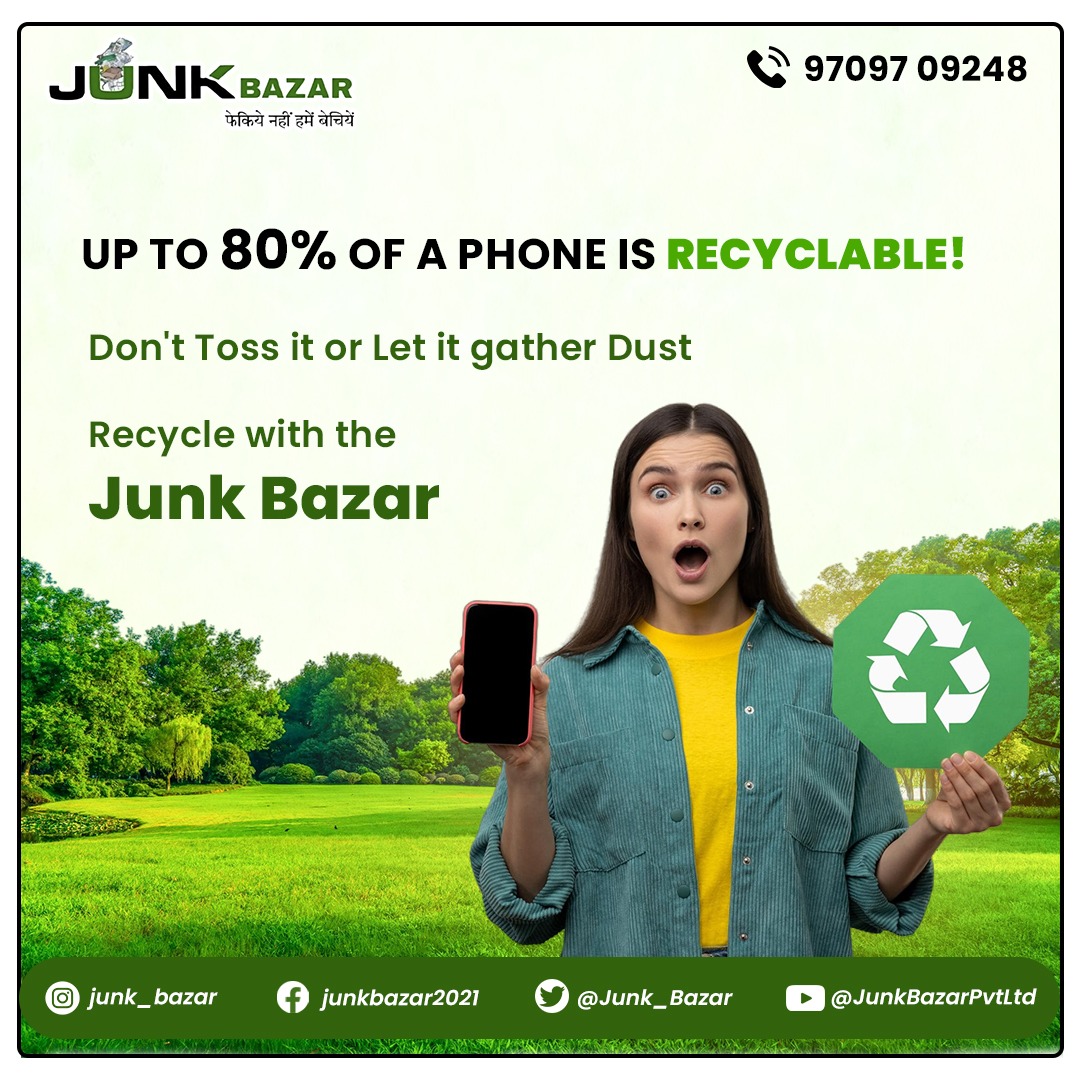 JUNK BAZAR
फेकिये नहीं हमें बेचियें
97097 09248
UP TO 80% OF A PHONE IS RECYCLABLE!
Don't Toss it or Let it gather Dust
Recycle with the
Junk Bazar
junk_bazar
junkbazar2021
@Junk_Bazar
@JunkBazarPvtLtd